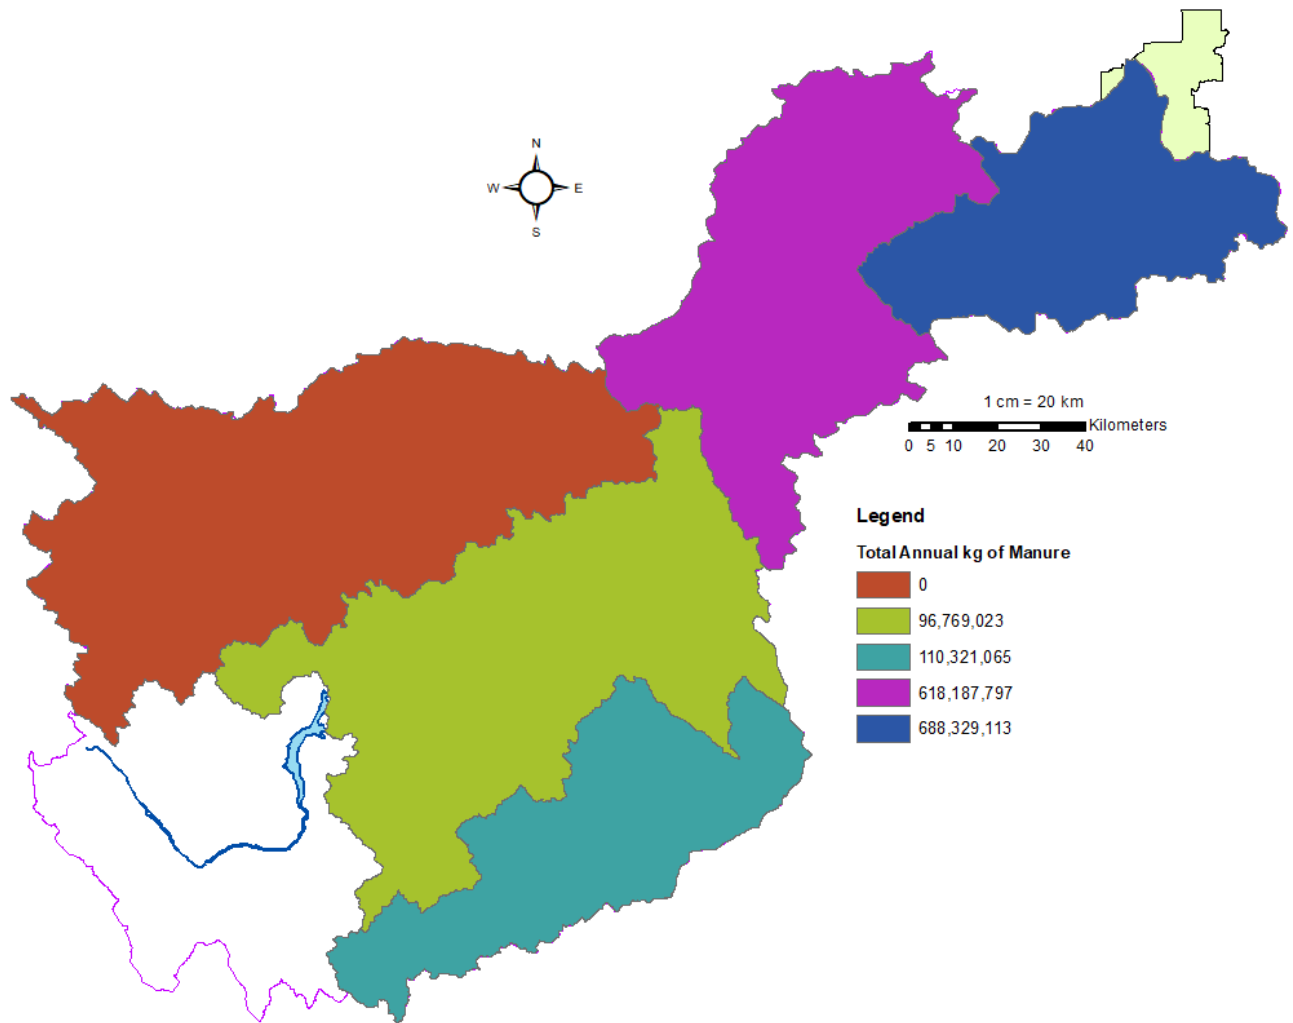 N
W E
S
1 cm = 20 km
Kilometers
0 5 10 20 30 40
Legend
Total Annual kg of Manure
0
96,769,023
110,321,065
618,187,797
688,329,113